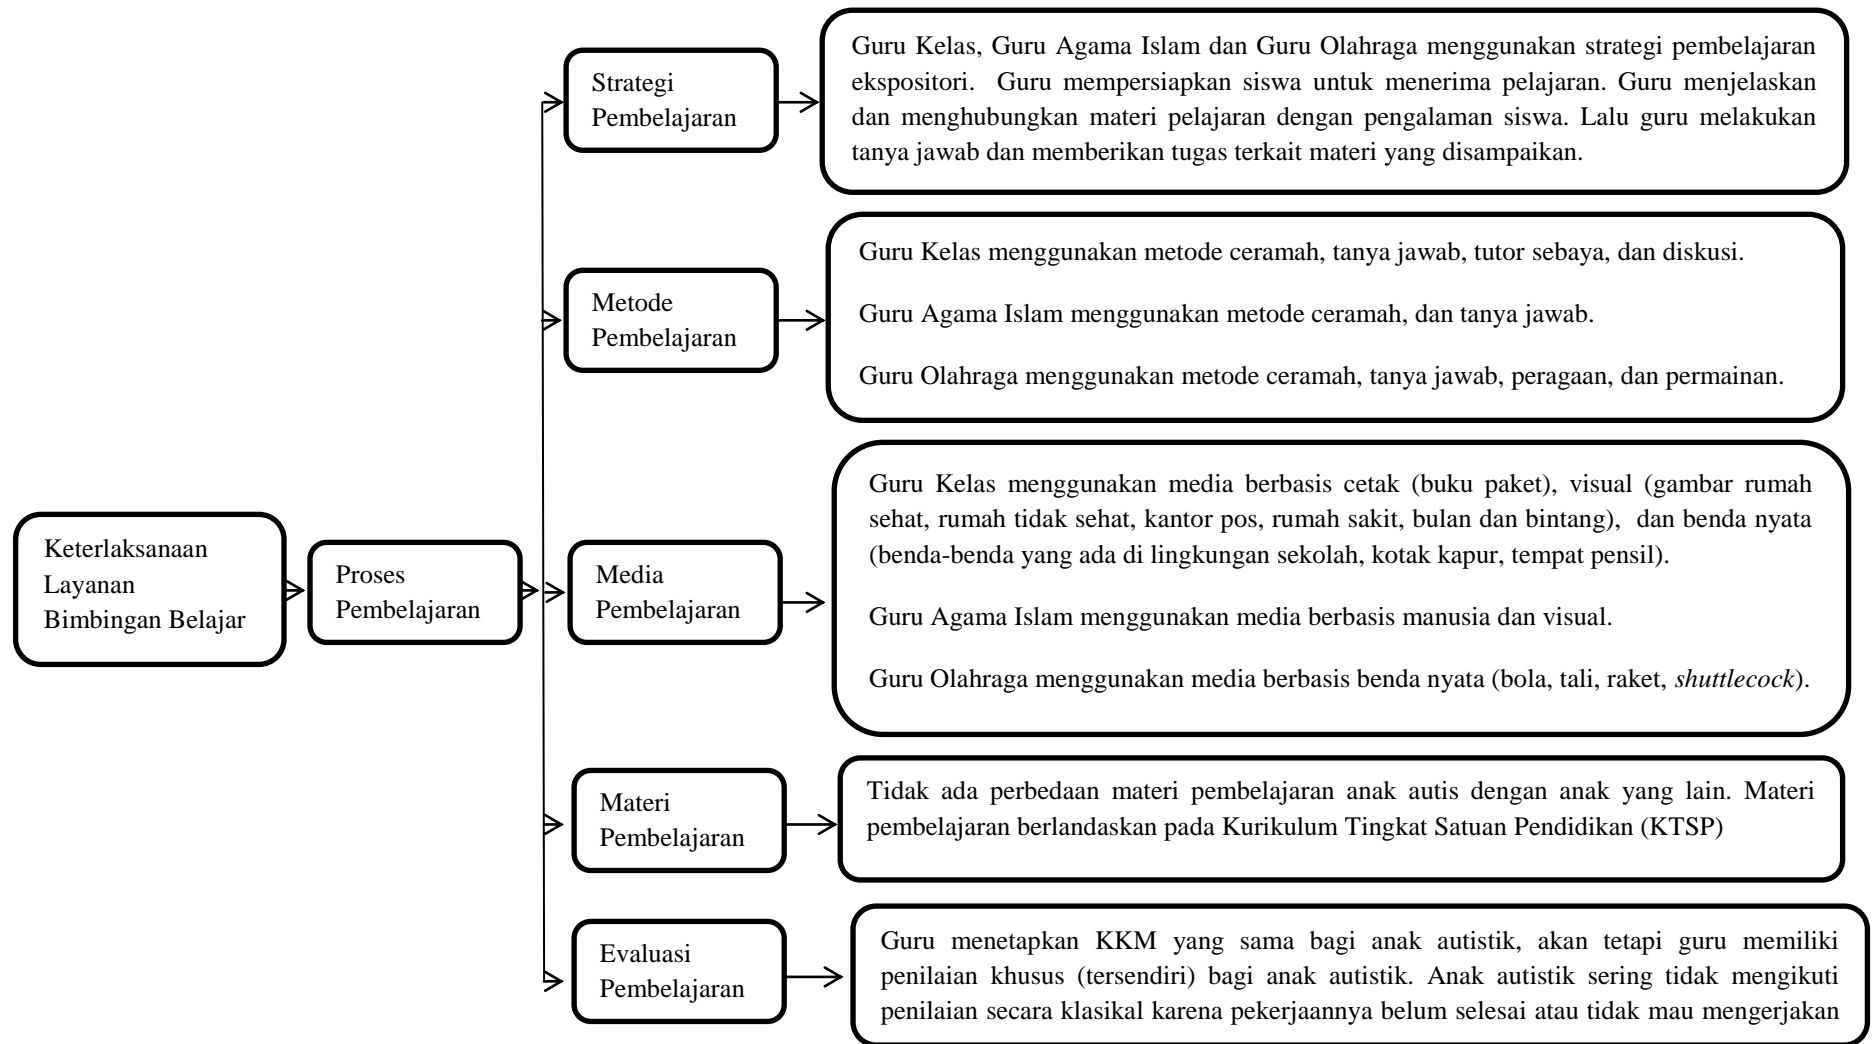 Keterlaksanaan
Layanan
Bimbingan Belajar
Proses
Pembelajaran
Strategi
Pembelajaran
Guru Kelas, Guru Agama Islam dan Guru Olahraga menggunakan strategi pembelajaran
ekspositori. Guru mempersiapkan siswa untuk menerima pelajaran. Guru menjelaskan
dan menghubungkan materi pelajaran dengan pengalaman siswa. Lalu guru melakukan
tanya jawab dan memberikan tugas terkait materi yang disampaikan.
Metode
Pembelajaran
Guru Kelas menggunakan metode ceramah, tanya jawab, tutor sebaya, dan diskusi.
Guru Agama Islam menggunakan metode ceramah, dan tanya jawab.
Guru Olahraga menggunakan metode ceramah, tanya jawab, peragaan, dan permainan.
Media
Pembelajaran
Guru Kelas menggunakan media berbasis cetak (buku paket), visual (gambar rumah
sehat, rumah tidak sehat, kantor pos, rumah sakit, bulan dan bintang), dan benda nyata
(benda-benda yang ada di lingkungan sekolah, kotak kapur, tempat pensil).
Guru Agama Islam menggunakan media berbasis manusia dan visual.
Guru Olahraga menggunakan media berbasis benda nyata (bola, tali, raket, shuttlecock).
Materi
Pembelajaran
Tidak ada perbedaan materi pembelajaran anak autis dengan anak yang lain. Materi
pembelajaran berlandaskan pada Kurikulum Tingkat Satuan Pendidikan (KTSP)
Evaluasi
Pembelajaran
Guru menetapkan KKM yang sama bagi anak autistik, akan tetapi guru memiliki
penilaian khusus (tersendiri) bagi anak autistik. Anak autistik sering tidak mengikuti
penilaian secara klasikal karena pekerjaannya belum selesai atau tidak mau mengerjakan